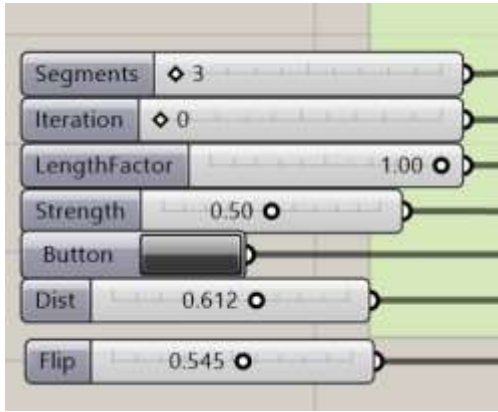 Segments 3
Iteration 0
LengthFactor 1.00
Strength 0.50
Button
Dist 0.612
Flip 0.545